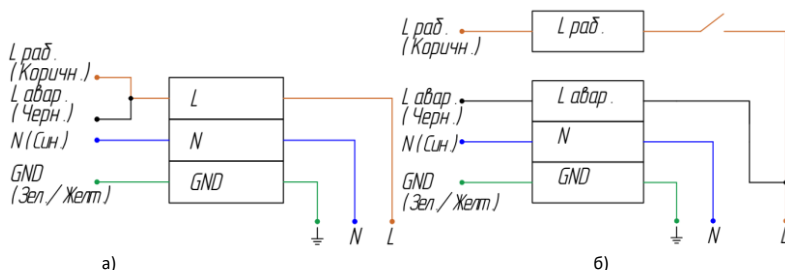 L раб.
(Коричн.)
L авар.
(Черн.)
N (Син.)
GND
(Зел./Желт.)
L
N
GND
N
L
а)
L раб.
(Коричн.)
L раб.
L авар.
(Черн.)
N (Син.)
GND
(Зел./Желт.)
L авар.
N
GND
N
L
б)